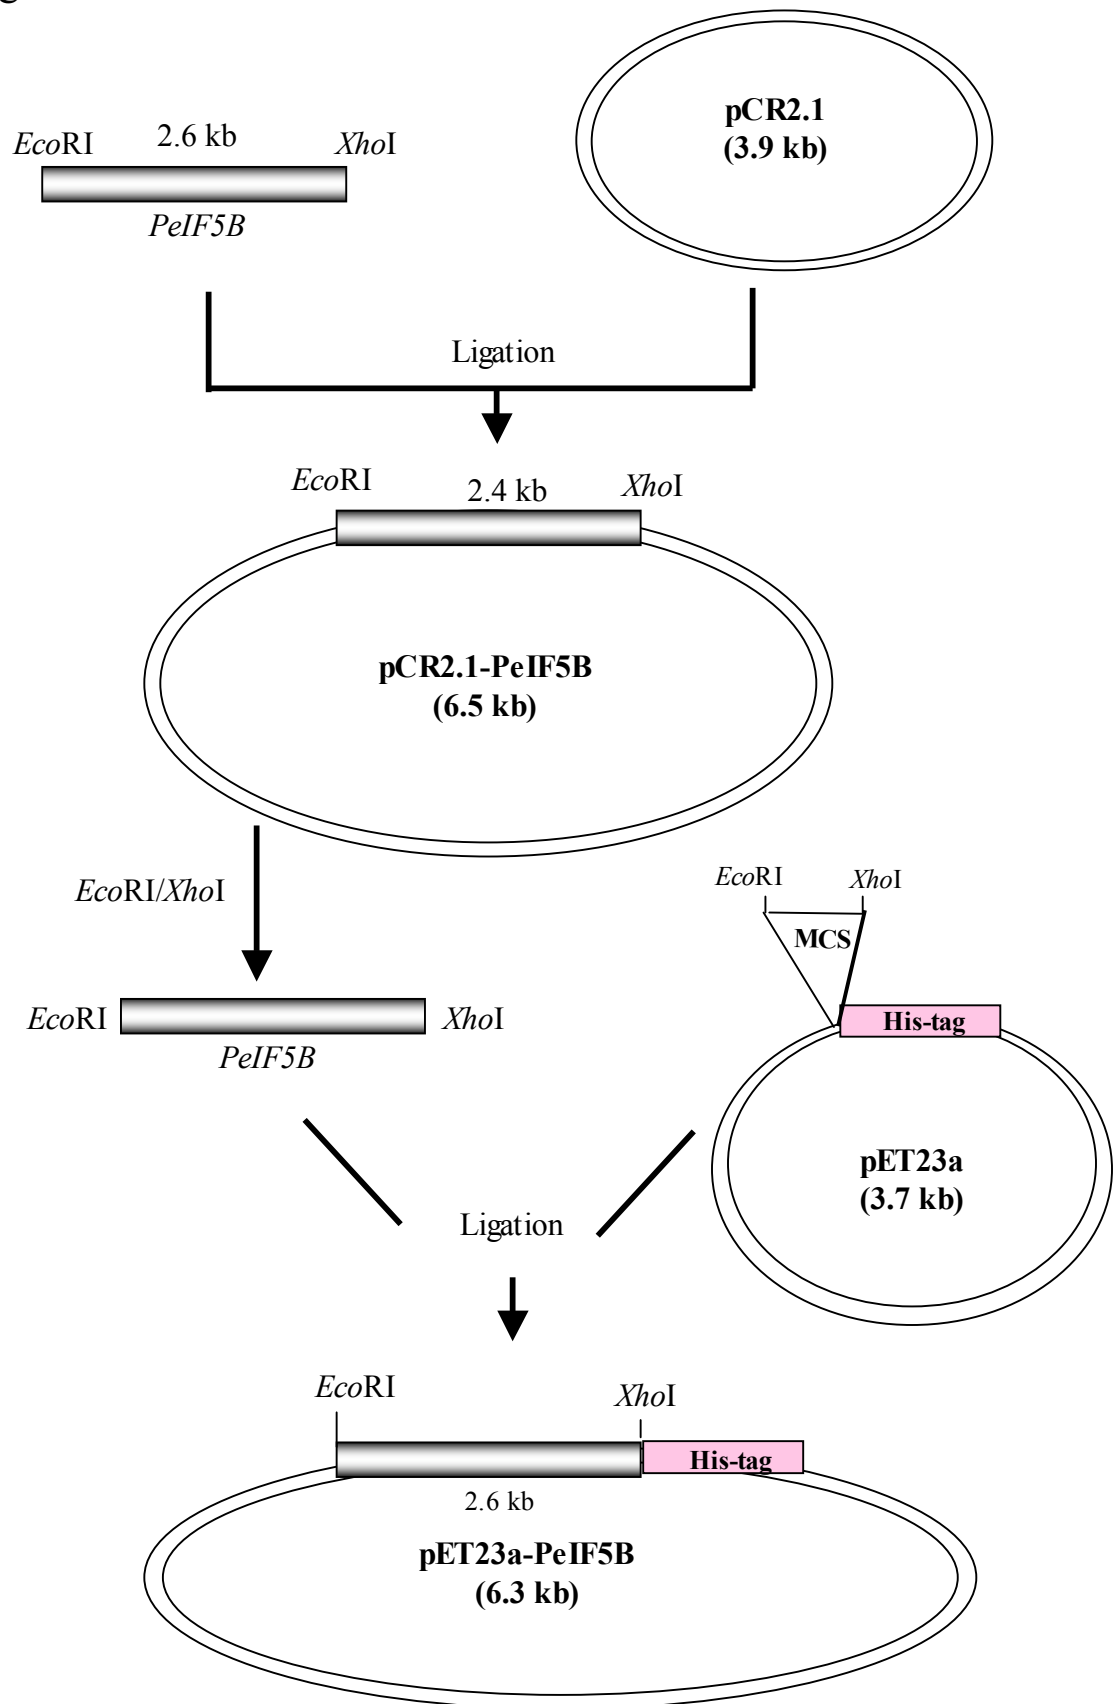 pCR2.1
(3.9 kb)
EcoRI 2.6 kb XhoI
PeIF5B
Ligation
EcoRI 2.4 kb XhoI
pCR2.1-PeIF5B
(6.5 kb)
EcoRI/XhoI
EcoRI XhoI
MCS
EcoRI XhoI
PeIF5B
His-tag
pET23a
(3.7 kb)
Ligation
EcoRI XhoI
His-tag
2.6 kb
pET23a-PeIF5B
(6.3 kb)